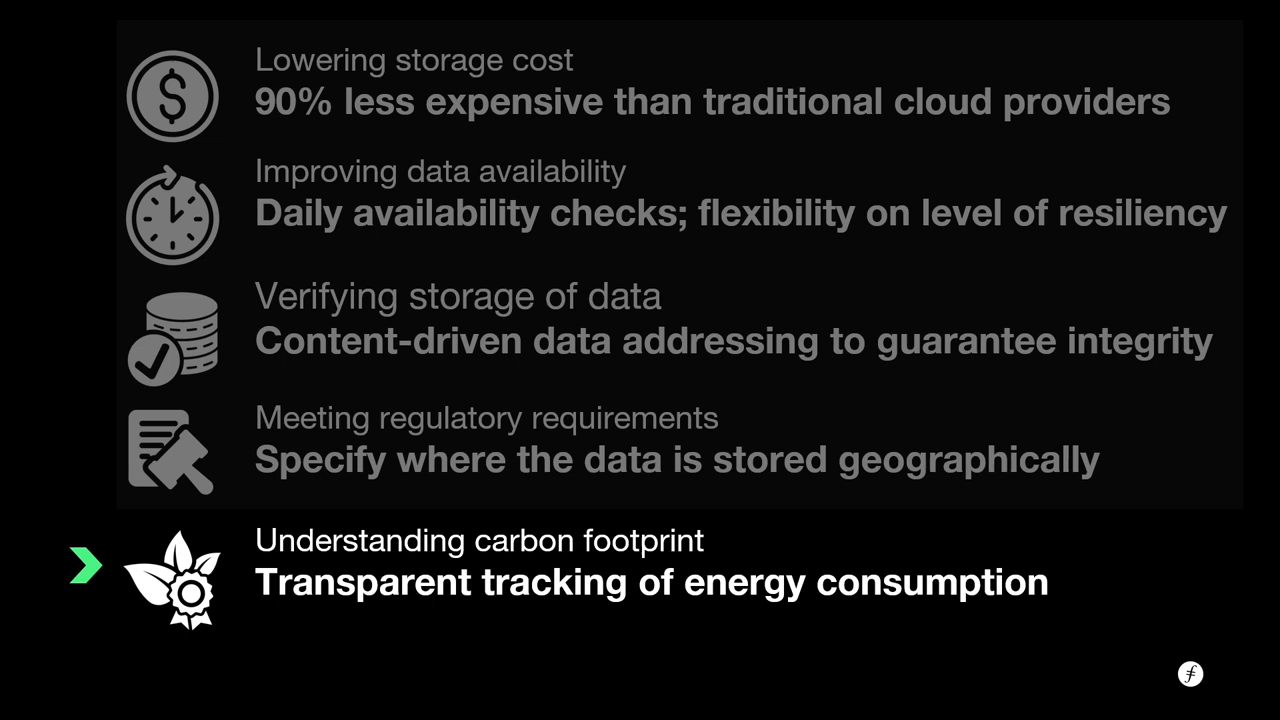 Lowering storage cost
90% less expensive than traditional cloud providers
Improving data availability
Daily availability checks; flexibility on level of resiliency
Verifying storage of data
Content-driven data addressing to guarantee integrity
Meeting regulatory requirements
Specify where the data is stored geographically
Understanding carbon footprint
Transparent tracking of energy consumption